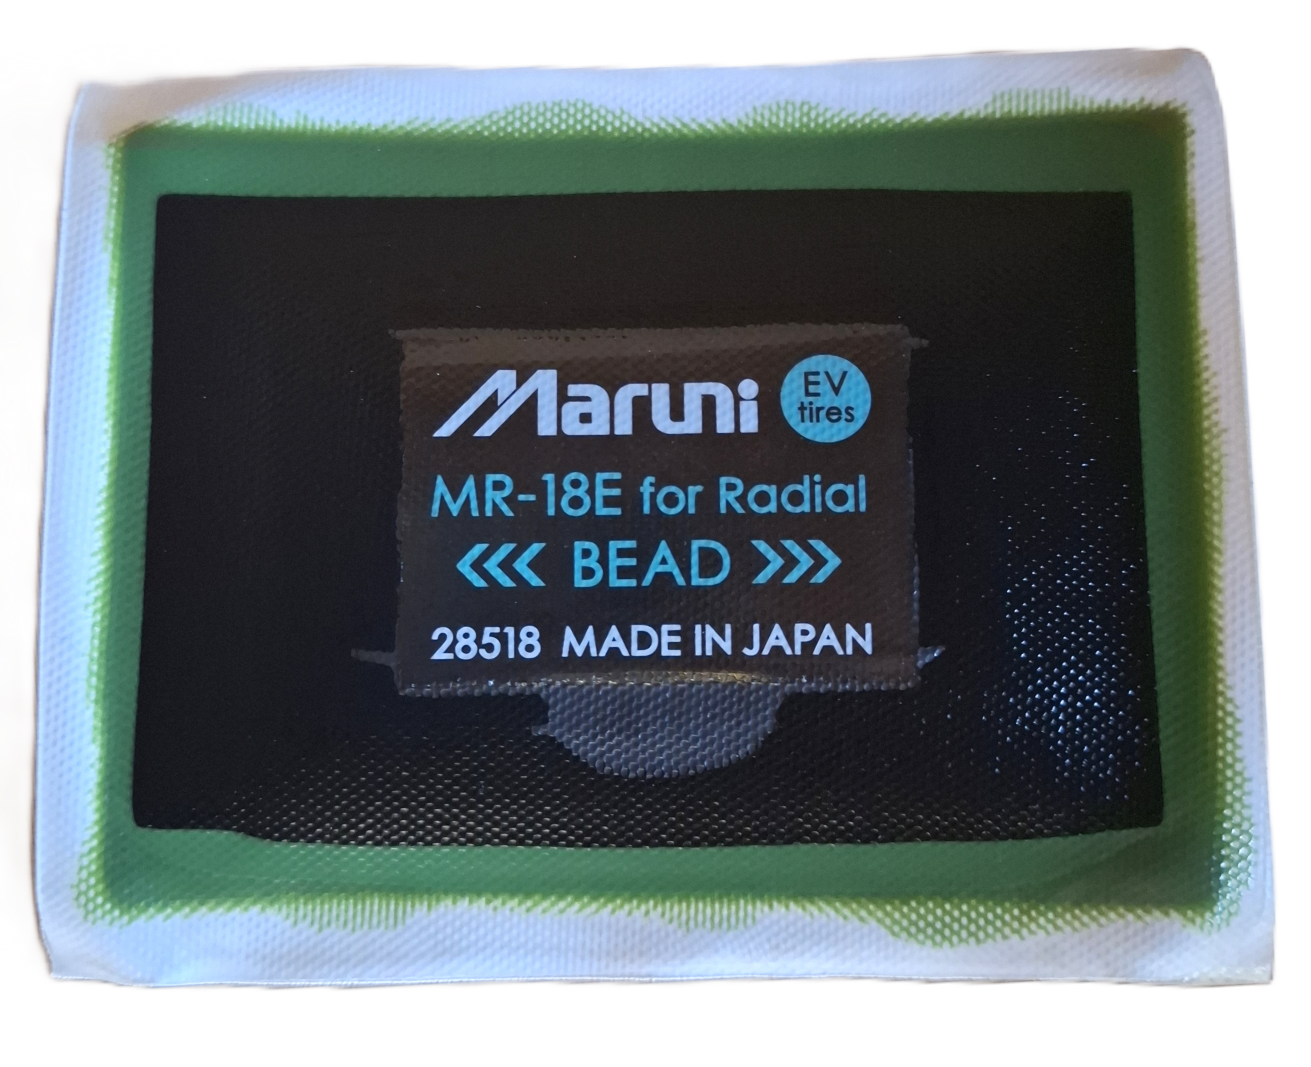 Maruni EV tires
MR-18E for Radial
<<< BEAD >>>
28518 MADE IN JAPAN